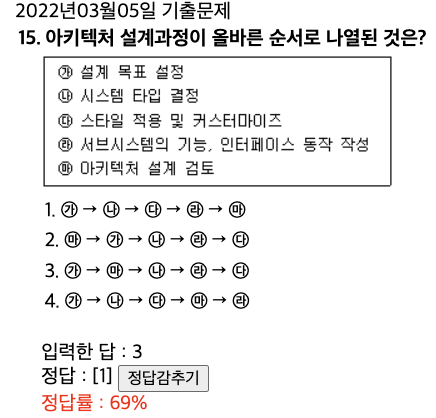 2022년03월05일 기출문제
15. 아키텍처 설계과정이 올바른 순서로 나열된 것은?
㉮ 설계 목표 설정
㉯ 시스템 타입 결정
㉰ 스타일 적용 및 커스터마이즈
㉱ 서브시스템의 기능, 인터페이스 동작 작성
㉲ 아키텍처 설계 검토
1. ㉮ → ㉯ → ㉰ → ㉱ → ㉲
2. ㉲ → ㉮ → ㉯ → ㉱ → ㉰
3. ㉮ → ㉲ → ㉯ → ㉱ → ㉰
4. ㉮ → ㉯ → ㉰ → ㉲ → ㉱
입력한 답 : 3
정답 : [1] 정답감추기
정답률 : 69%